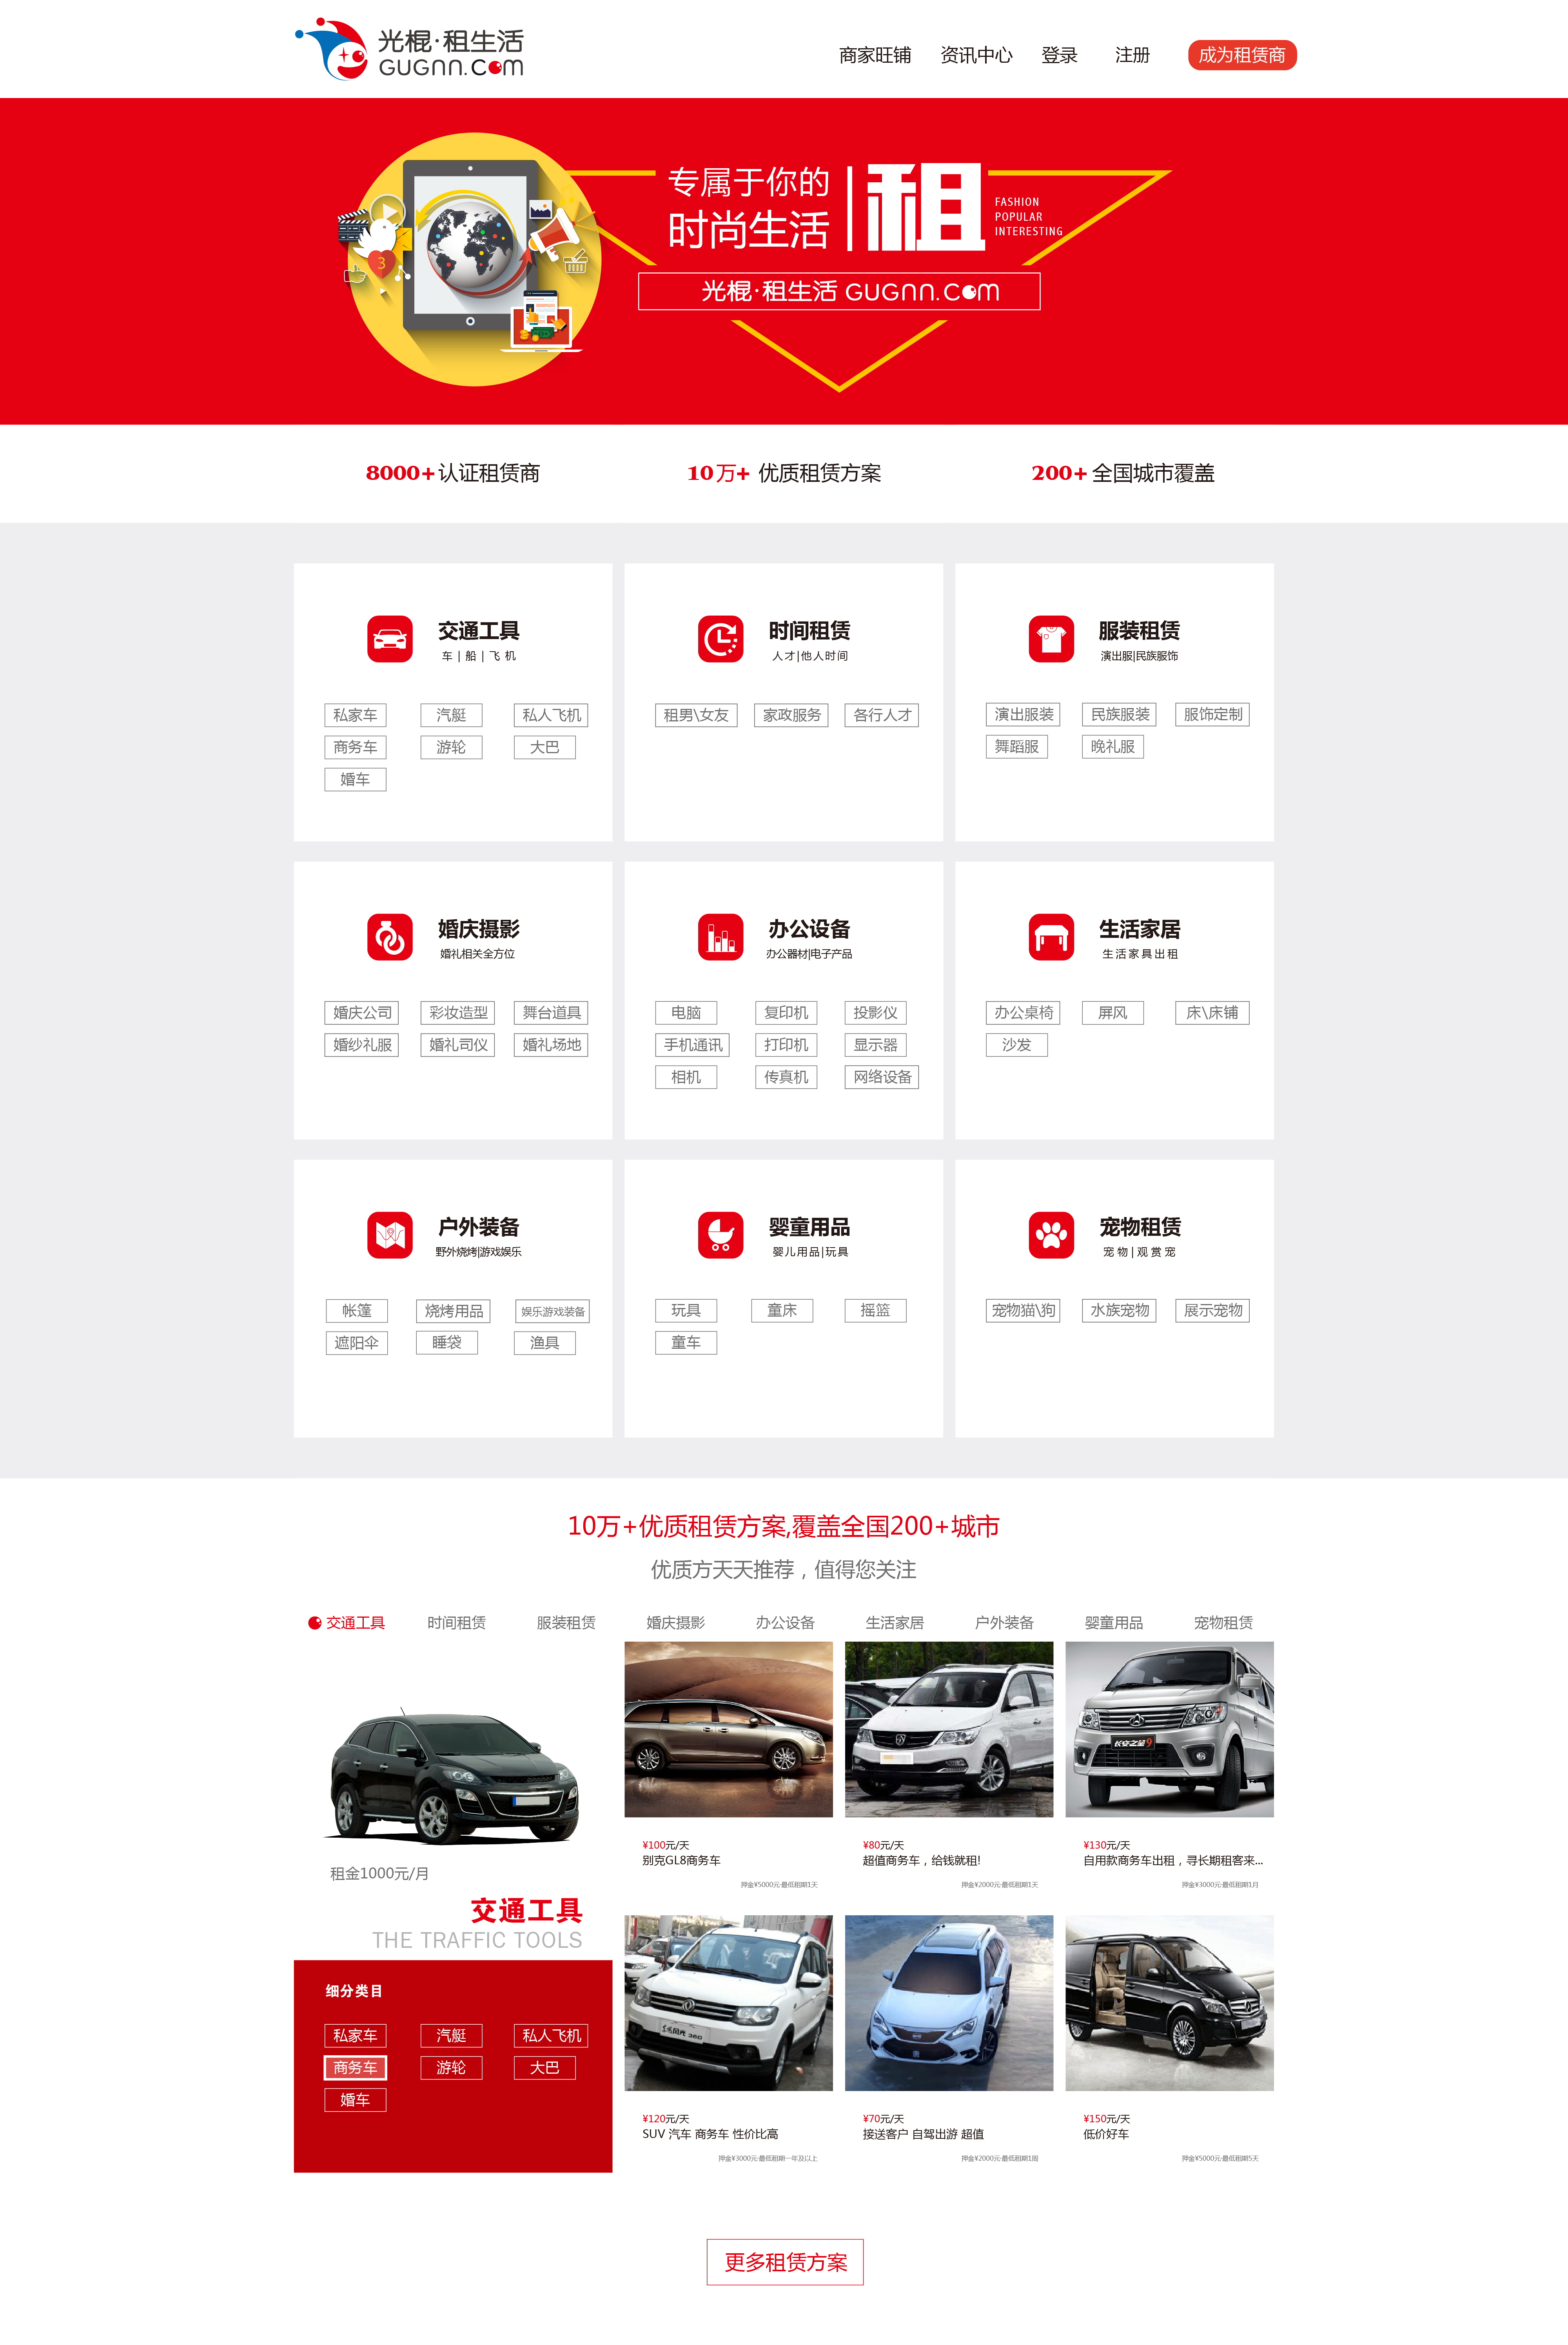 光棍·租生活
GUGNN.COM
商家旺铺 资讯中心 登录 注册 成为租赁商
专属于你的
时尚生活
租
FASHION
POPULAR
INTERESTING
3
光棍·租生活 GUGNN.COM
8000+认证租赁商
10万+ 优质租赁方案
200+全国城市覆盖
交通工具
车|船|飞机
私家车 汽艇 私人飞机
商务车 游轮 大巴
婚车
时间租赁
人才|他人时间
租男\女友 家政服务 各行人才
服装租赁
演出服|民族服饰
演出服装 民族服装 服饰定制
舞蹈服 晚礼服
婚庆摄影
婚礼相关全方位
婚庆公司 彩妆造型 舞台道具
婚纱礼服 婚礼司仪 婚礼场地
办公设备
办公器材|电子产品
电脑 复印机 投影仪
手机通讯 打印机 显示器
相机 传真机 网络设备
生活家居
生活家具出租
办公桌椅 屏风 床\床铺
沙发
户外装备
野外烧烤|游戏娱乐
帐篷 烧烤用品 娱乐游戏装备
遮阳伞 睡袋 渔具
婴童用品
婴儿用品|玩具
玩具 童床 摇篮
童车
宠物租赁
宠物|观赏宠
宠物猫\狗 水族宠物 展示宠物
10万+优质租赁方案,覆盖全国200+城市
优质方天天推荐，值得您关注
交通工具 时间租赁 服装租赁 婚庆摄影 办公设备 生活家居 户外装备 婴童用品 宠物租赁
租金1000元/月
交通工具
THE TRAFFIC TOOLS
细分类目
私家车 汽艇 私人飞机
商务车 游轮 大巴
婚车
¥100元/天
别克GL8商务车
押金¥5000元·最低租期1天
¥80元/天
超值商务车，给钱就租!
押金¥2000元·最低租期1天
长安之星9
¥130元/天
自用款商务车出租，寻长期租客来...
押金¥3000元·最低租期1月
风光360
¥120元/天
SUV 汽车 商务车 性价比高
押金¥3000元·最低租期一年及以上
¥70元/天
接送客户 自驾出游 超值
押金¥2000元·最低租期1周
¥150元/天
低价好车
押金¥5000元·最低租期5天
更多租赁方案